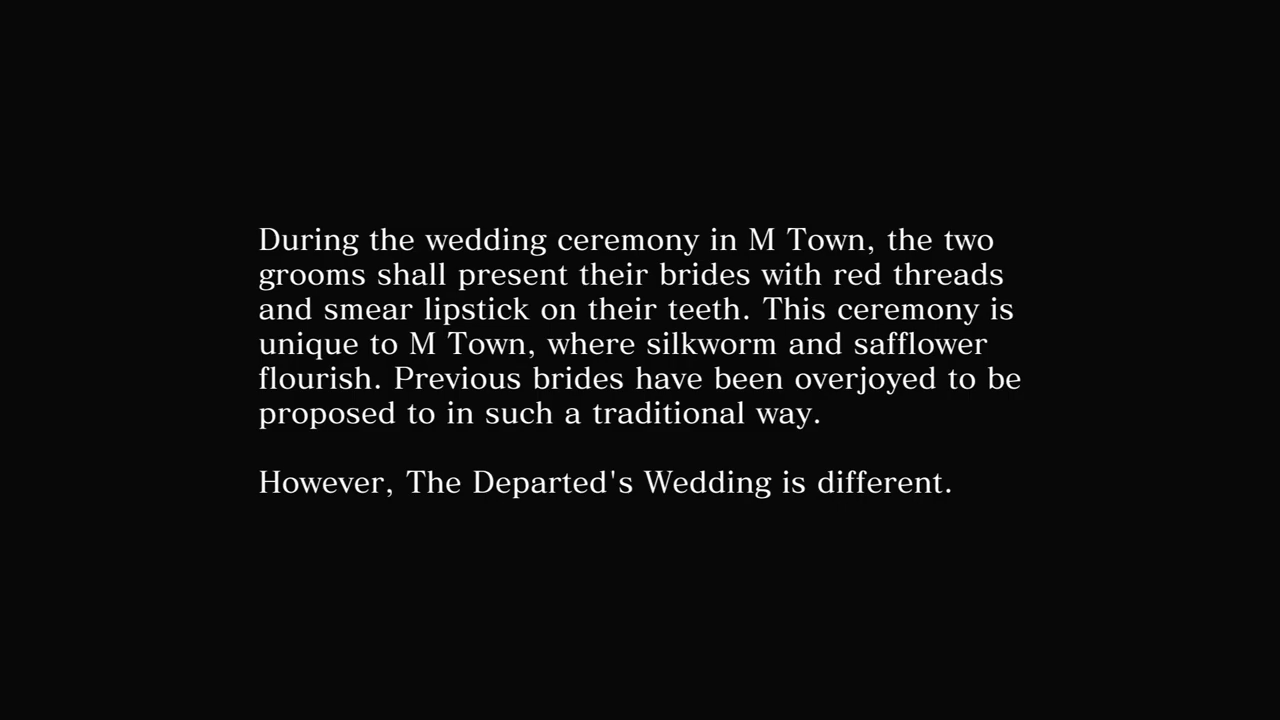 During the wedding ceremony in M Town, the two
grooms shall present their brides with red threads
and smear lipstick on their teeth. This ceremony is
unique to M Town, where silkworm and safflower
flourish. Previous brides have been overjoyed to be
proposed to in such a traditional way.
However, The Departed's Wedding is different.